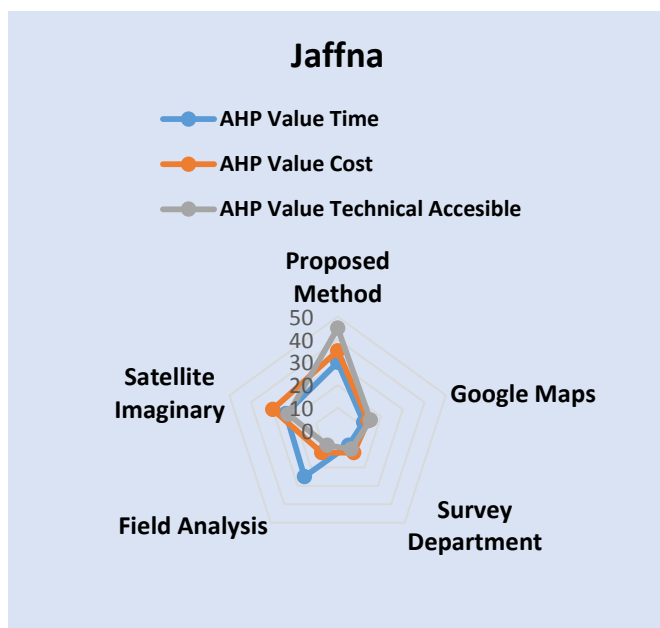 Jaffna
AHP Value Time
AHP Value Cost
AHP Value Technical Accesible
Proposed
Method
50
40
30
20
10
0
Google Maps
Survey
Department
Field Analysis
Satellite
Imaginary